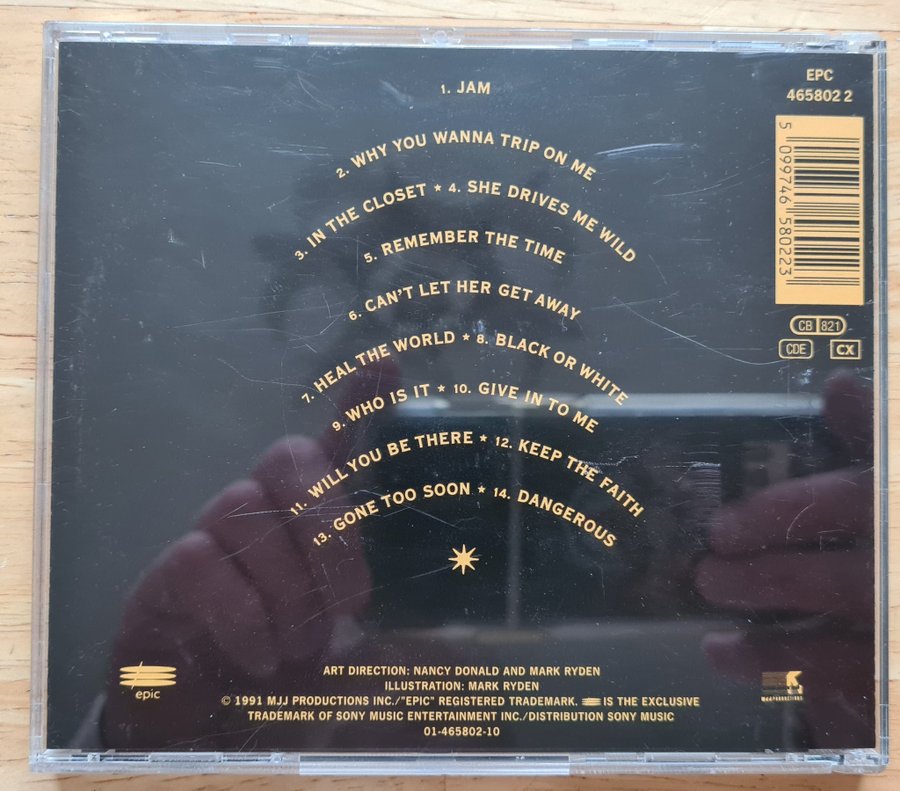 1. JAM
2. WHY YOU WANNA TRIP ON ME
3. IN THE CLOSET ★ 4. SHE DRIVES ME WILD
5. REMEMBER THE TIME
6. CAN'T LET HER GET AWAY
7. HEAL THE WORLD ★ 8. BLACK OR WHITE
9. WHO IS IT ★ 10. GIVE IN TO ME
11. WILL YOU BE THERE ★ 12. KEEP THE FAITH
13. GONE TOO SOON ★ 14. DANGEROUS
EPC
465802 2
5 099746 580223
CB 821
CDE CX
epic
ART DIRECTION: NANCY DONALD AND MARK RYDEN
ILLUSTRATION: MARK RYDEN
© 1991 MJJ PRODUCTIONS INC./"EPIC" REGISTERED TRADEMARK. IS THE EXCLUSIVE
TRADEMARK OF SONY MUSIC ENTERTAINMENT INC./DISTRIBUTION SONY MUSIC
01-465802-10
MJJ PRODUCTIONS